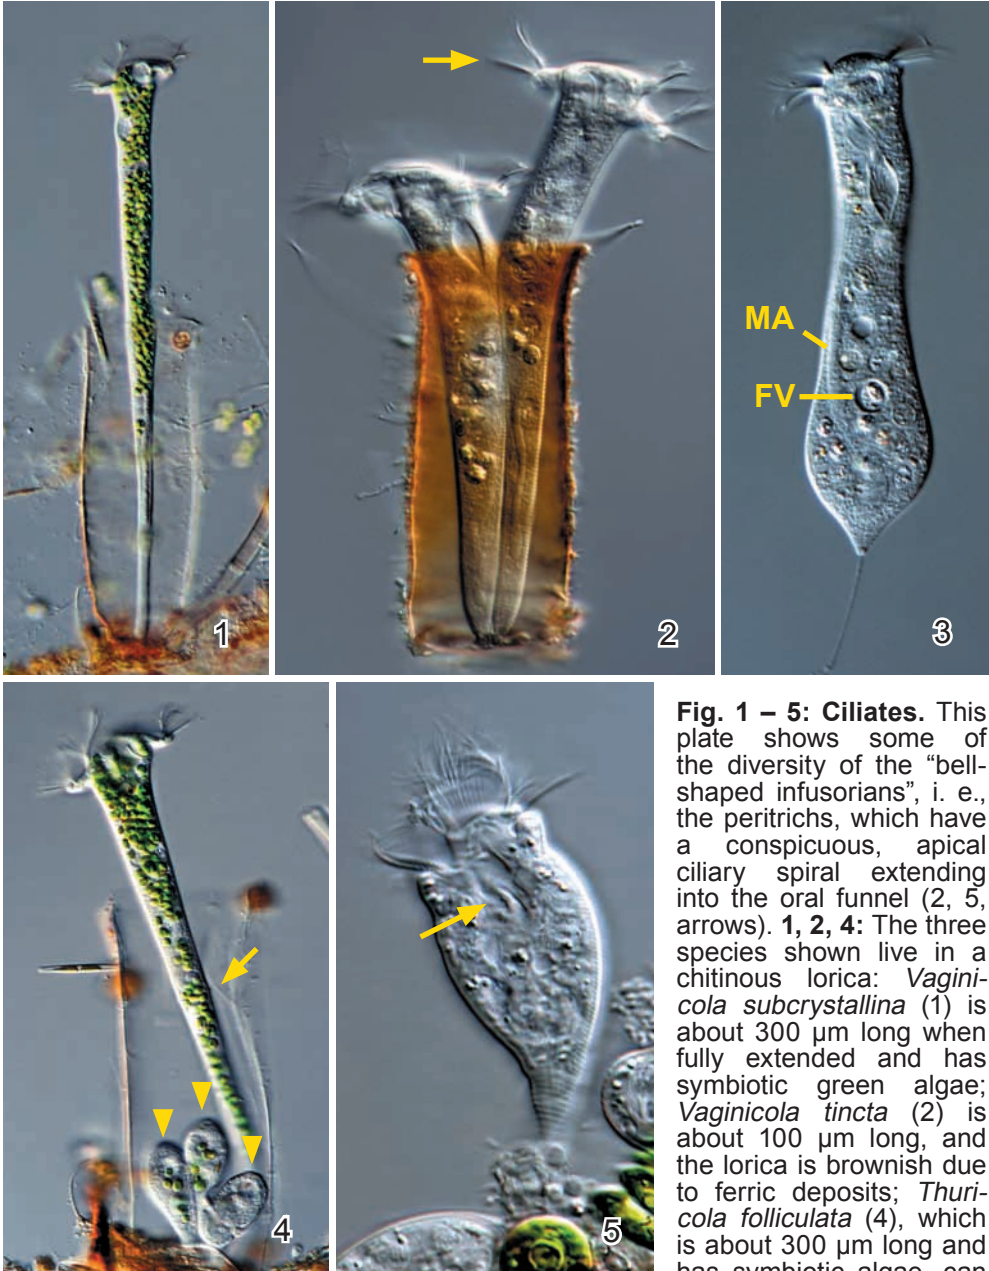 1
2
MA
FV
3
4
5
Fig. 1 – 5: Ciliates. This
plate shows some of
the diversity of the “bell-
shaped infusorians”, i. e.,
the peritrichs, which have
a conspicuous, apical
ciliary spiral extending
into the oral funnel (2, 5,
arrows). 1, 2, 4: The three
species shown live in a
chitinous lorica: Vagini-
cola subcrystallina (1) is
about 300 µm long when
fully extended and has
symbiotic green algae;
Vaginicola tincta (2) is
about 100 µm long, and
the lorica is brownish due
to ferric deposits; Thuri-
cola folliculata (4), which
is about 300 µm long and
has symbiotic algae, can